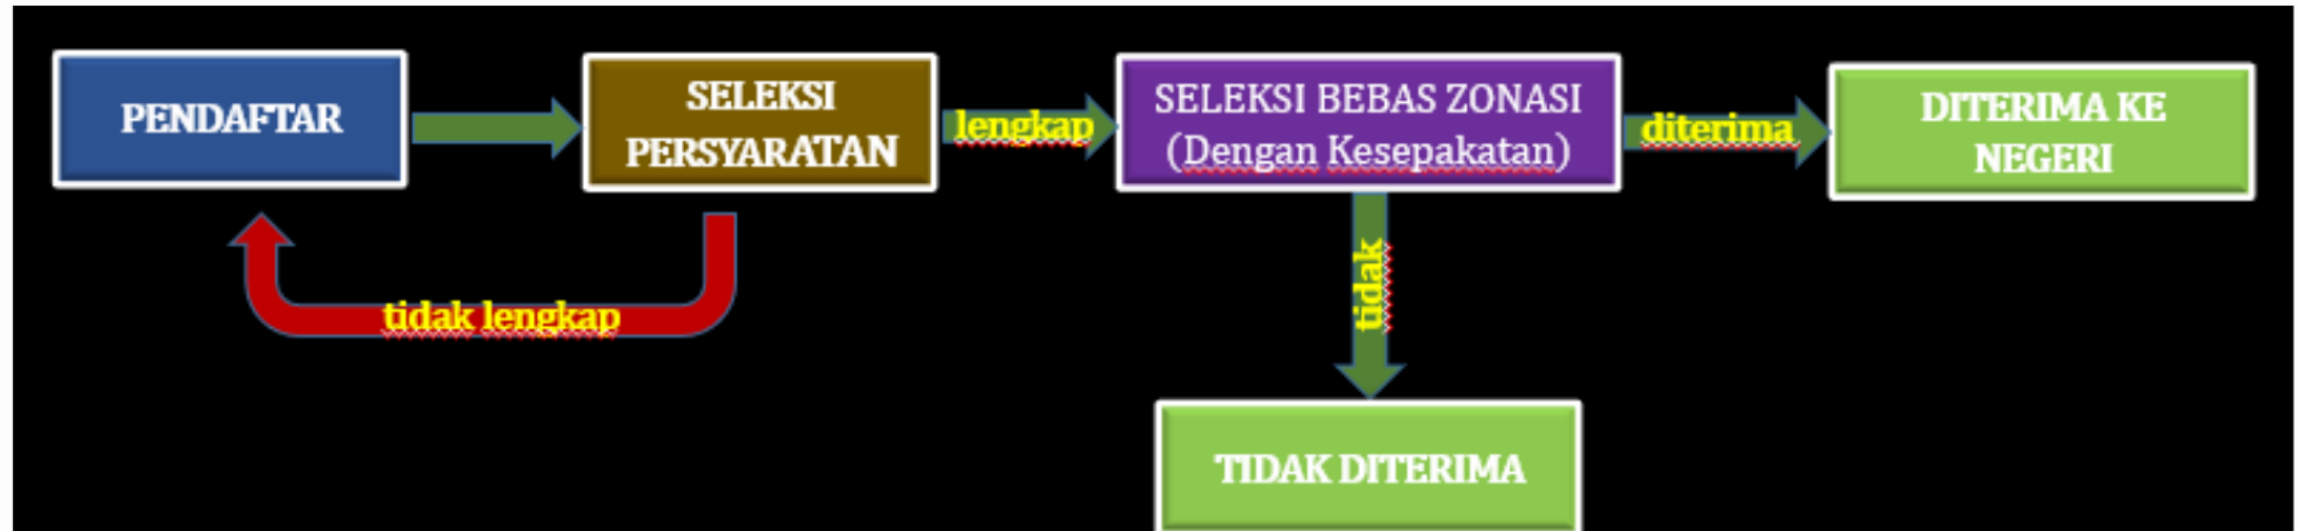 PENDAFTAR
SELEKSI
PERSYARATAN
lengkap
SELEKSI BEBAS ZONASI
(Dengan Kesepakatan)
diterima
DITERIMA KE
NEGERI
tidak lengkap
tidak
TIDAK DITERIMA